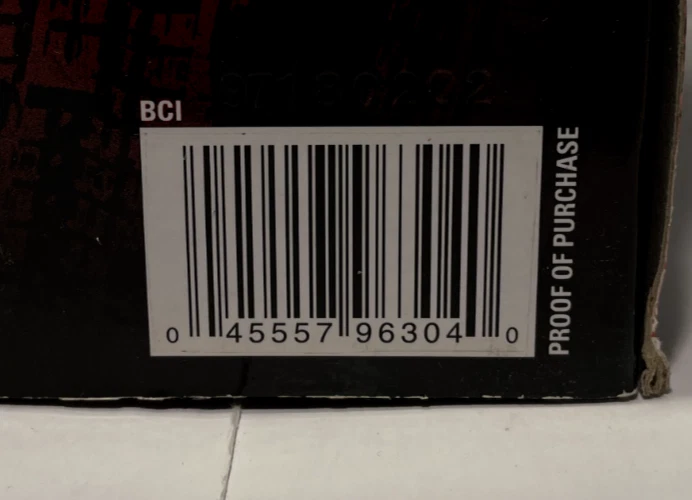 BCI
0 45557 96304 0
PROOF OF PURCHASE